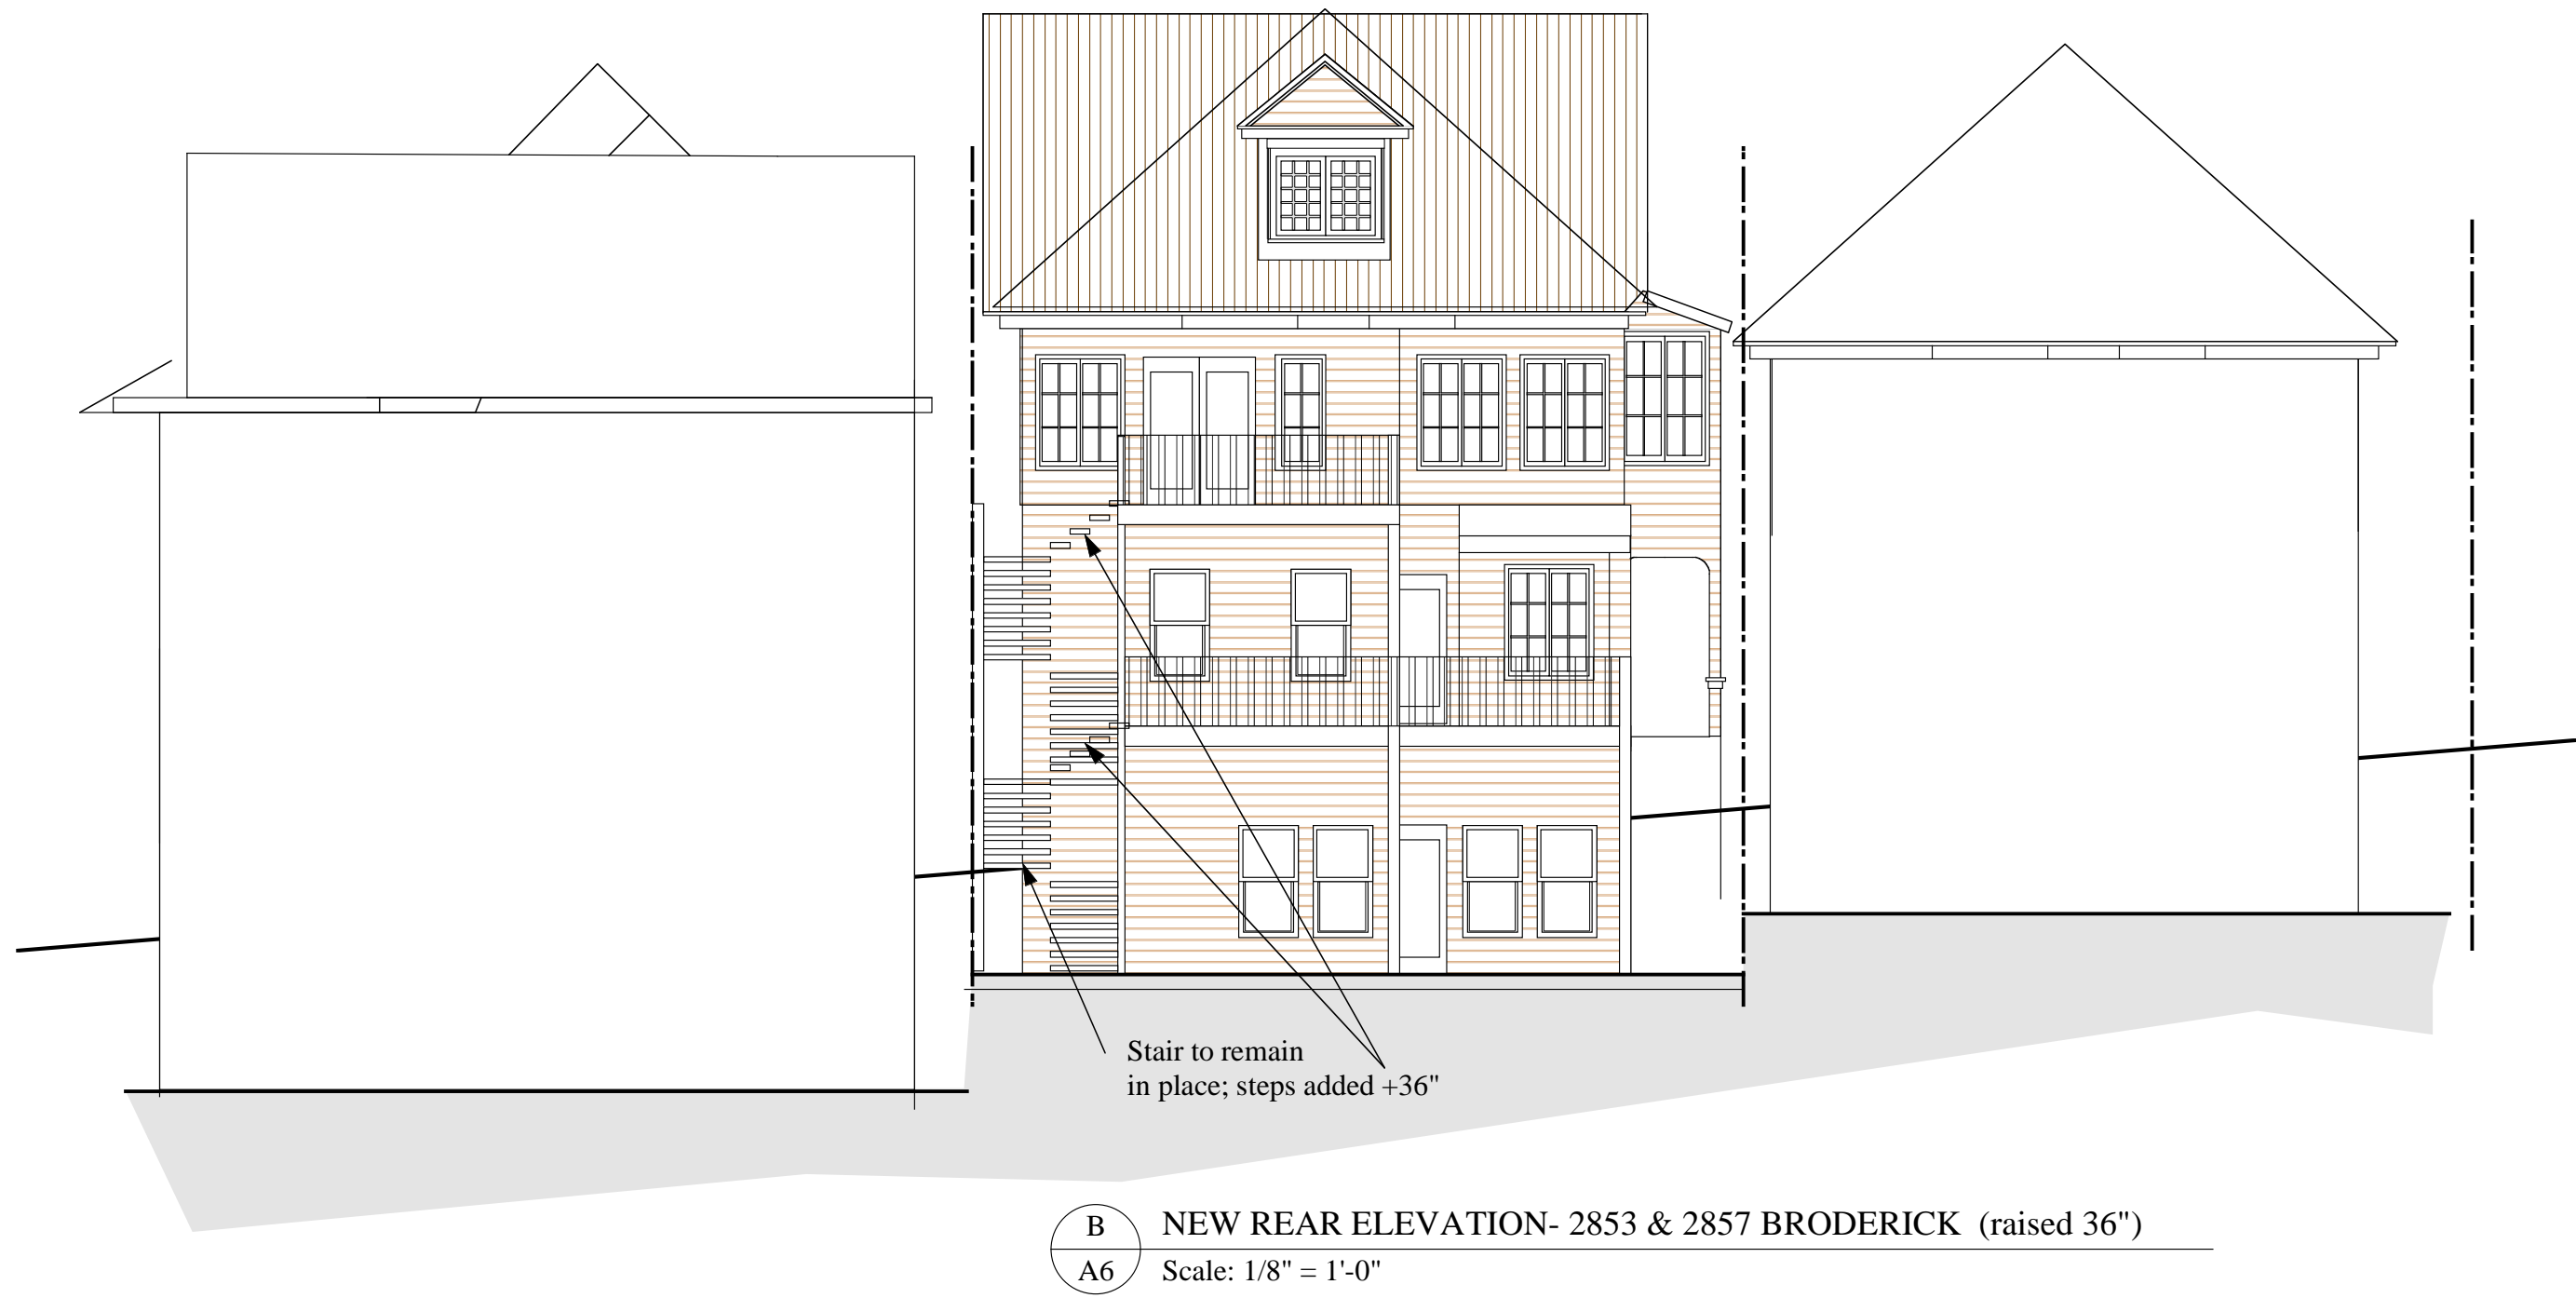 Stair to remain
in place; steps added +36"
B
NEW REAR ELEVATION- 2853 & 2857 BRODERICK (raised 36")
A6
Scale: 1/8" = 1'-0"